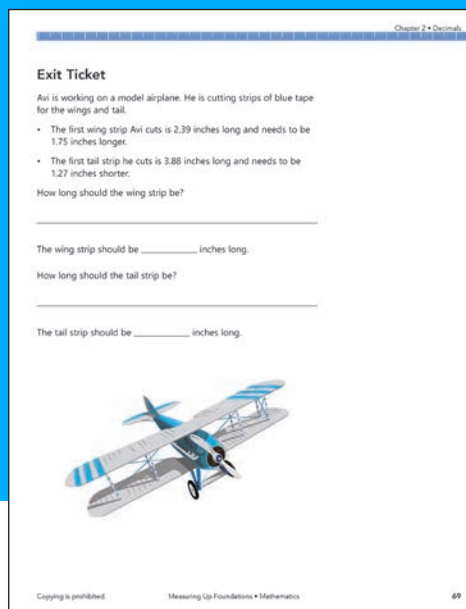 Chapter 2 • Decimals
Exit Ticket
Avi is working on a model airplane. He is cutting strips of blue tape
for the wings and tail.
• The first wing strip Avi cuts is 2.39 inches long and needs to be
1.75 inches longer.
• The first tail strip he cuts is 3.88 inches long and needs to be
1.27 inches shorter.
How long should the wing strip be?
The wing strip should be __________ inches long.
How long should the tail strip be?
The tail strip should be __________ inches long.
Copying is prohibited.
Measuring Up Foundations • Mathematics
69